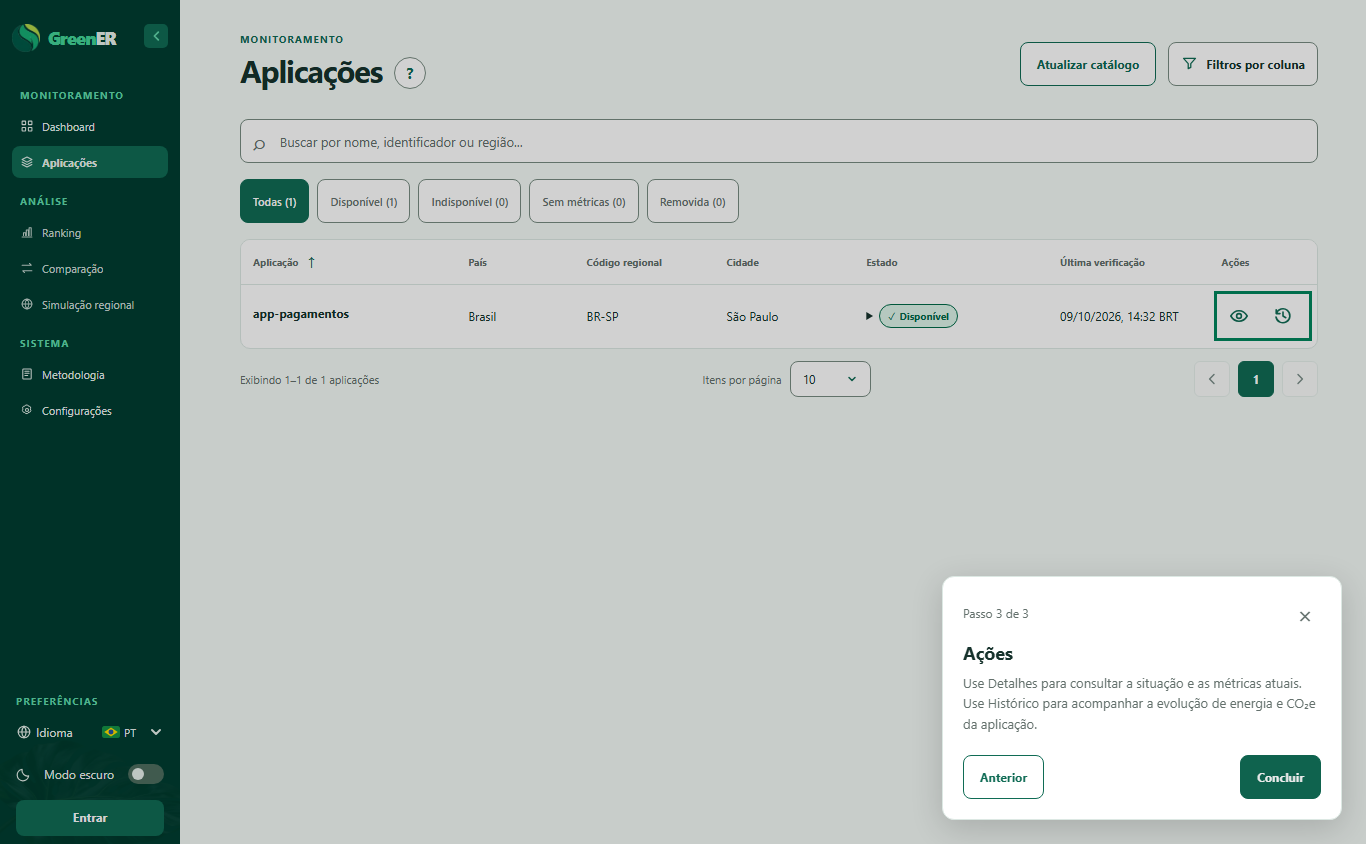 GreenER
MONITORAMENTO
Dashboard
Aplicações
ANÁLISE
Ranking
Comparação
Simulação regional
SISTEMA
Metodologia
Configurações
PREFERÊNCIAS
Idioma PT
Modo escuro
Entrar
MONITORAMENTO
Aplicações ?
Atualizar catálogo
Filtros por coluna
Buscar por nome, identificador ou região...
Todas (1) Disponível (1) Indisponível (0) Sem métricas (0) Removida (0)
Aplicação ↑ País Código regional Cidade Estado Última verificação Ações
app-pagamentos Brasil BR-SP São Paulo ▶ ✓ Disponível 09/10/2026, 14:32 BRT
Exibindo 1–1 de 1 aplicações Itens por página 10 1
Passo 3 de 3
Ações
Use Detalhes para consultar a situação e as métricas atuais.
Use Histórico para acompanhar a evolução de energia e CO₂e
da aplicação.
Anterior Concluir